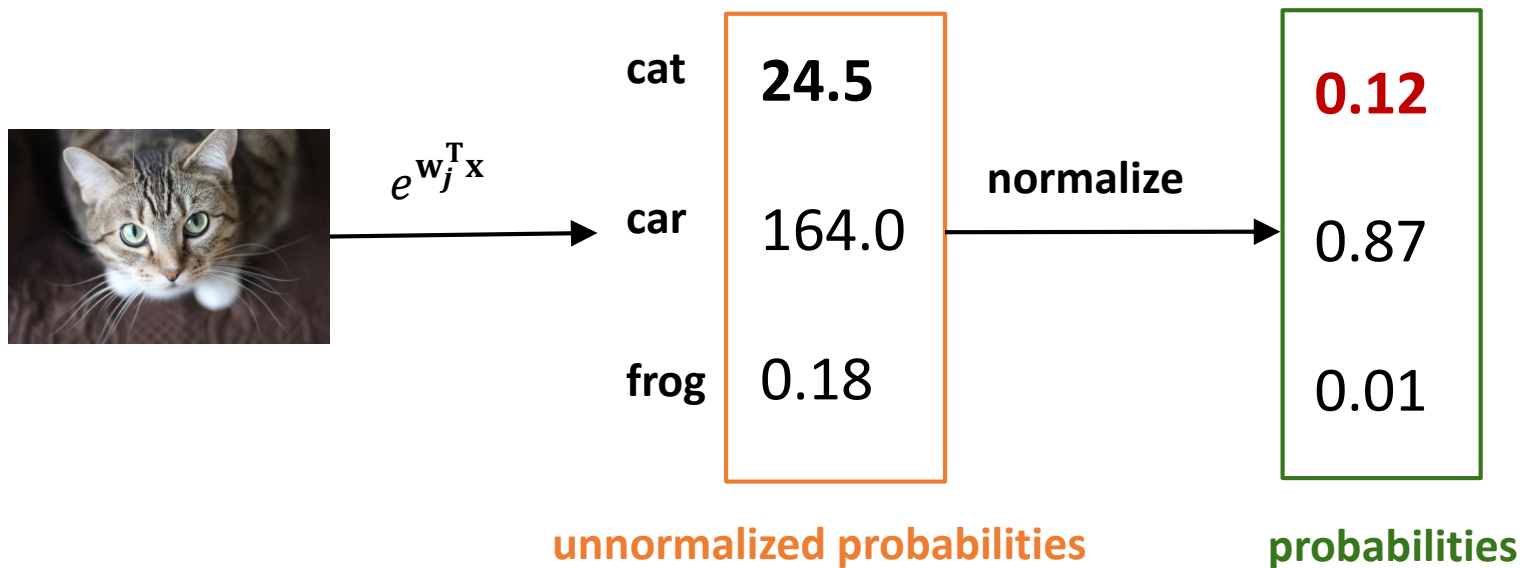 cat 24.5 0.12
e^{w_j^T x}
normalize
car 164.0 0.87
frog 0.18 0.01
unnormalized probabilities probabilities